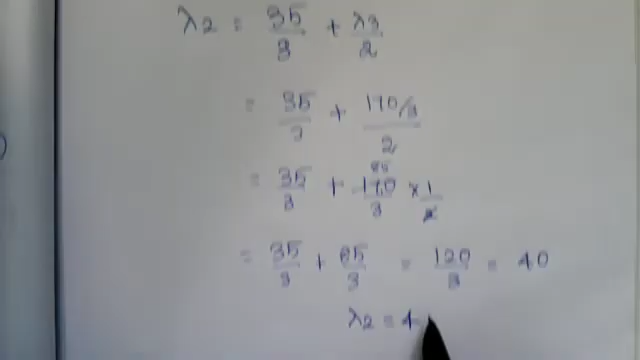 λ2 = 35/3 + λ3/2
= 35/3 + 170/3/2
= 35/3 + 170/3 × 1/2 85
= 35/3 + 85/3 = 120/3 = 40
λ2 = 4